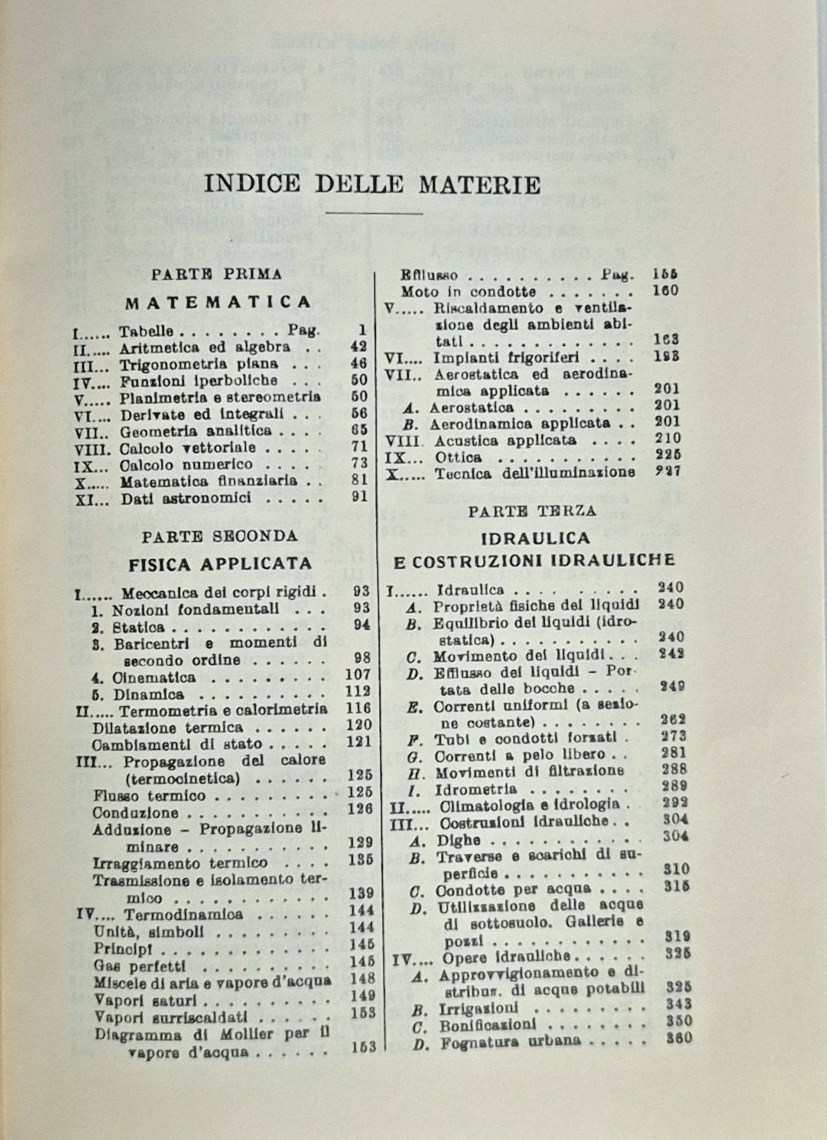 INDICE DELLE MATERIE
PARTE PRIMA
MATEMATICA
I...... Tabelle . . . . . . . . Pag. 1
II..... Aritmetica ed algebra . . 42
III... Trigonometria piana . . . 46
IV.... Funzioni iperboliche . . . 50
V..... Planimetria e stereometria 50
VI.... Derivate ed integrali . . . 56
VII.. Geometria analitica . . . . 65
VIII. Calcolo vettoriale . . . . . 71
IX... Calcolo numerico . . . . . 73
X..... Matematica finanziaria . . 81
XI... Dati astronomici . . . . . 91
PARTE SECONDA
FISICA APPLICATA
I...... Meccanica dei corpi rigidi . 93
1. Nozioni fondamentali . . . 93
2. Statica . . . . . . . . . . . . 94
3. Baricentri e momenti di
secondo ordine . . . . . . 98
4. Cinematica . . . . . . . . . 107
5. Dinamica . . . . . . . . . . 112
II..... Termometria e calorimetria 116
Dilatazione termica . . . . . . 120
Cambiamenti di stato . . . . . 121
III... Propagazione del calore
(termocinetica) . . . . . . 125
Flusso termico . . . . . . . . . 125
Conduzione . . . . . . . . . . . 126
Adduzione – Propagazione li-
minare . . . . . . . . . . . 129
Irraggiamento termico . . . . 135
Trasmissione e isolamento ter-
mico . . . . . . . . . . . . 139
IV.... Termodinamica . . . . . . 144
Unità, simboli . . . . . . . . . 144
Principî . . . . . . . . . . . . . 145
Gas perfetti . . . . . . . . . . 145
Miscele di aria e vapore d'acqua 148
Vapori saturi . . . . . . . . . . 149
Vapori surriscaldati . . . . . . 153
Diagramma di Mollier per il
vapore d'acqua . . . . . . 153
Efflusso . . . . . . . . . . Pag. 155
Moto in condotte . . . . . . . 160
V..... Riscaldamento e ventila-
zione degli ambienti abi-
tati . . . . . . . . . . . . . 163
VI.... Impianti frigoriferi . . . . 193
VII.. Aerostatica ed aerodina-
mica applicata . . . . . . 201
A. Aerostatica . . . . . . . . . 201
B. Aerodinamica applicata . . 201
VIII. Acustica applicata . . . . 210
IX... Ottica . . . . . . . . . . . 225
X..... Tecnica dell'illuminazione 227
PARTE TERZA
IDRAULICA
E COSTRUZIONI IDRAULICHE
I...... Idraulica . . . . . . . . . 240
A. Proprietà fisiche dei liquidi 240
B. Equilibrio dei liquidi (idro-
statica) . . . . . . . . . . . 240
C. Movimento dei liquidi . . . 242
D. Efflusso dei liquidi – Por-
tata delle bocche . . . . . 249
E. Correnti uniformi (a sezio-
ne costante) . . . . . . . . 262
F. Tubi e condotti forzati . 273
G. Correnti a pelo libero . . 281
H. Movimenti di filtrazione 288
I. Idrometria . . . . . . . . 289
II..... Climatologia e idrologia . 292
III... Costruzioni idrauliche . . 304
A. Dighe . . . . . . . . . . . . 304
B. Traverse e scarichi di su-
perficie . . . . . . . . . . . 310
C. Condotte per acqua . . . . 315
D. Utilizzazione delle acque
di sottosuolo. Gallerie e
pozzi . . . . . . . . . . . . 319
IV.... Opere idrauliche . . . . . . 325
A. Approvvigionamento e di-
stribuz. di acque potabili 325
B. Irrigazioni . . . . . . . . . 343
C. Bonificazioni . . . . . . . . 350
D. Fognatura urbana . . . . . 360